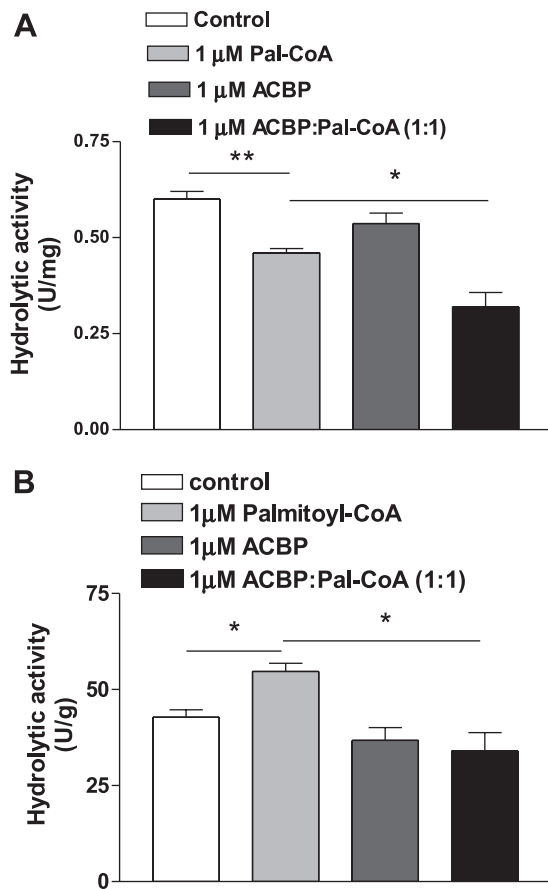 A
Control
1 μM Pal-CoA
1 μM ACBP
1 μM ACBP:Pal-CoA (1:1)
0.75
**
*
0.50
0.25
0.00
Hydrolytic activity
(U/mg)
B
control
1μM Palmitoyl-CoA
1μM ACBP
1μM ACBP:Pal-CoA (1:1)
75
*
*
50
25
0
Hydrolytic activity
(U/g)